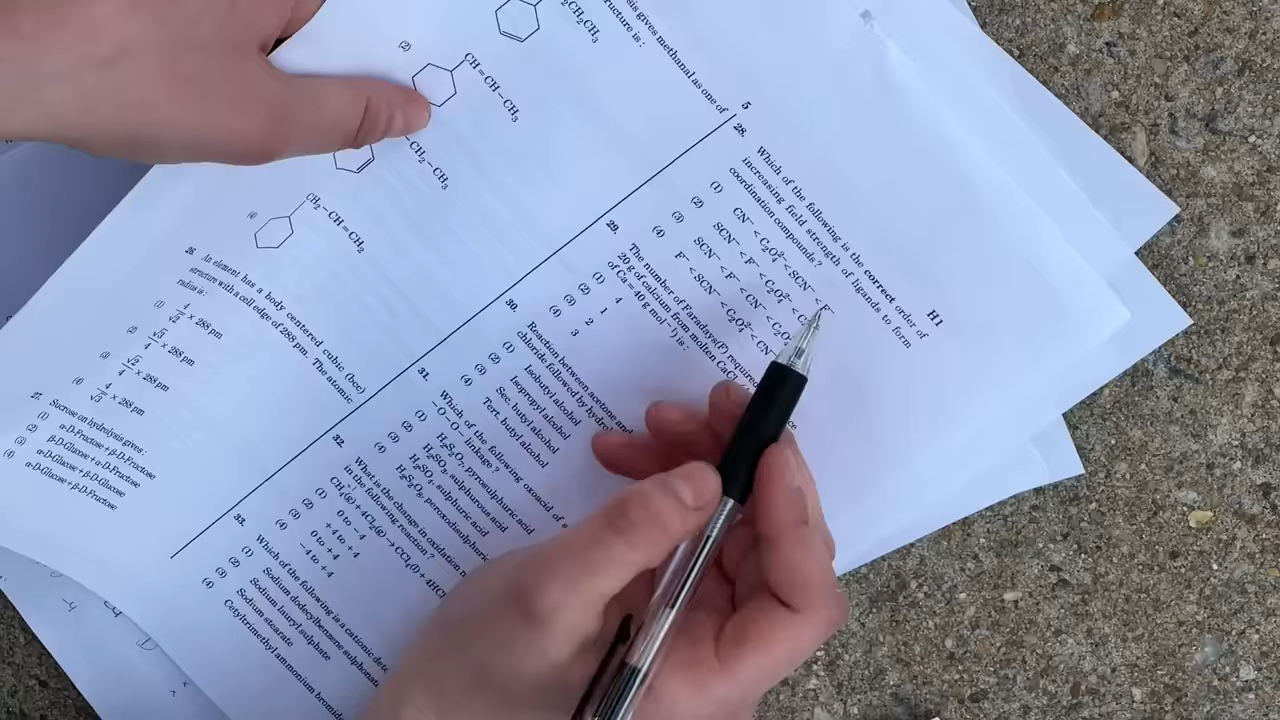 sis gives methanal as one of
tructure is :
CH₂CH₂CH₃
(2)
CH = CH–CH₃
CH₂–CH₃
(4)
CH₂–CH = CH₂
26. An element has a body centered cubic (bcc)
structure with a cell edge of 288 pm. The atomic
radius is :
(1) 4/√2 × 288 pm
(2) √3/4 × 288 pm
(3) √2/4 × 288 pm
(4) 4/√3 × 288 pm
27. Sucrose on hydrolysis gives :
(1) α-D-Fructose + β-D-Fructose
(2) β-D-Glucose + α-D-Fructose
(3) α-D-Glucose + β-D-Glucose
(4) α-D-Glucose + β-D-Fructose
5
H1
28. Which of the following is the correct order of
increasing field strength of ligands to form
coordination compounds ?
(1) CN⁻ < C₂O₄²⁻ < SCN⁻ < F⁻
(2) SCN⁻ < F⁻ < C₂O₄²⁻ <
(3) SCN⁻ < F⁻ < CN⁻ <
(4) F⁻ < SCN⁻ < C₂O₄²⁻ < CN⁻
29. The number of Faradays(F) required
20 g of calcium from molten CaCl₂
of Ca = 40 g mol⁻¹) is :
(1) 4
(2) 1
(3) 2
(4) 3
30. Reaction between acetone and
chloride followed by hydro
(1) Isobutyl alcohol
(2) Isopropyl alcohol
(3) Sec. butyl alcohol
(4) Tert. butyl alcohol
31. Which of the following oxoacid of s
–O–O– linkage ?
(1) H₂S₂O₇, pyrosulphuric acid
(2) H₂SO₃, sulphurous acid
(3) H₂SO₄, sulphuric acid
(4) H₂S₂O₈, peroxodisulphuric
32. What is the change in oxidation n
in the following reaction ?
CH₄(g) + 4Cl₂(g) → CCl₄(l) + 4HCl
(1) 0 to –4
(2) +4 to +4
(3) 0 to +4
(4) –4 to +4
33. Which of the following is a cationic dete
(1) Sodium dodecylbenzene sulphonate
(2) Sodium lauryl sulphate
(3) Sodium stearate
(4) Cetyltrimethyl ammonium bromide